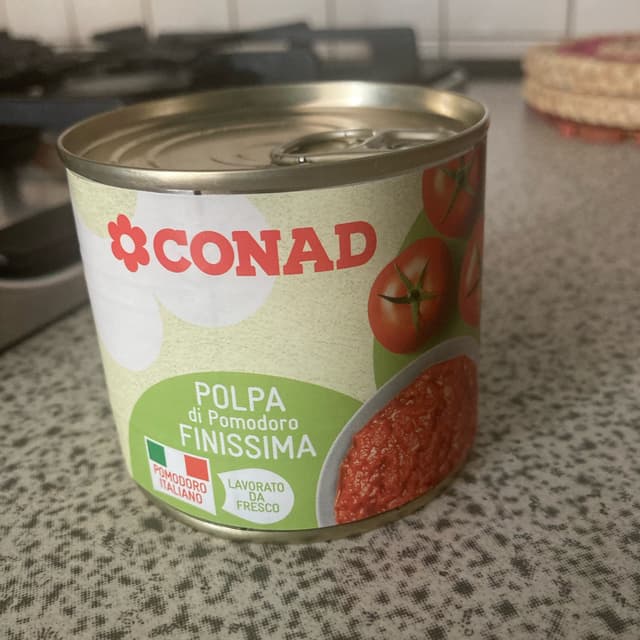 CONAD
POLPA
di Pomodoro
FINISSIMA
POMODORO
ITALIANO
LAVORATO
DA
FRESCO